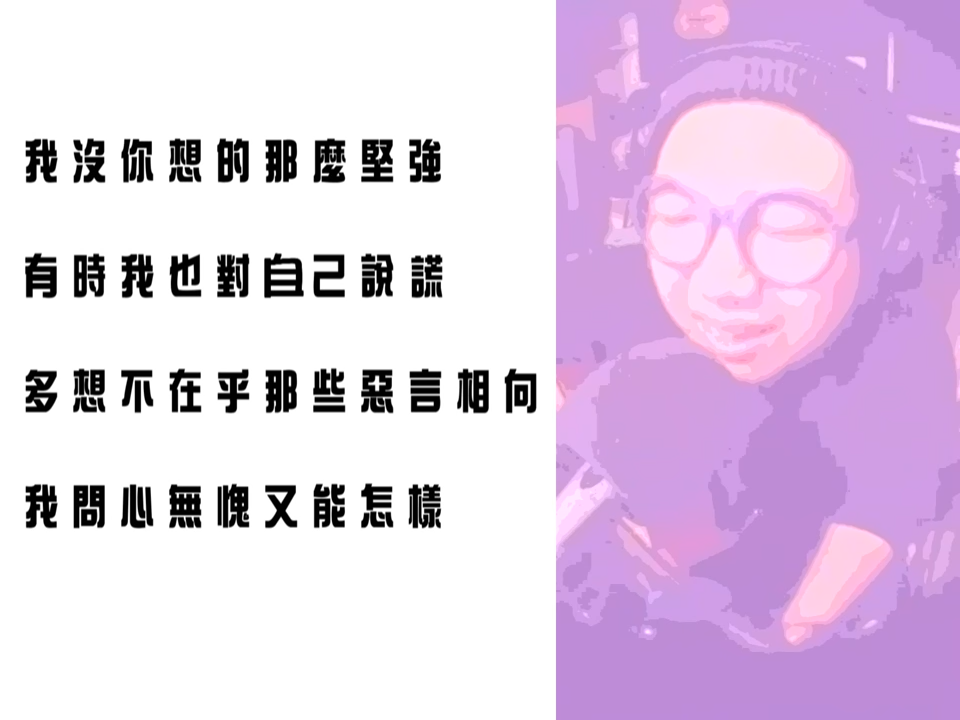 我沒你想的那麼堅強
有時我也對自己說謊
多想不在乎那些惡言相向
我問心無愧又能怎樣